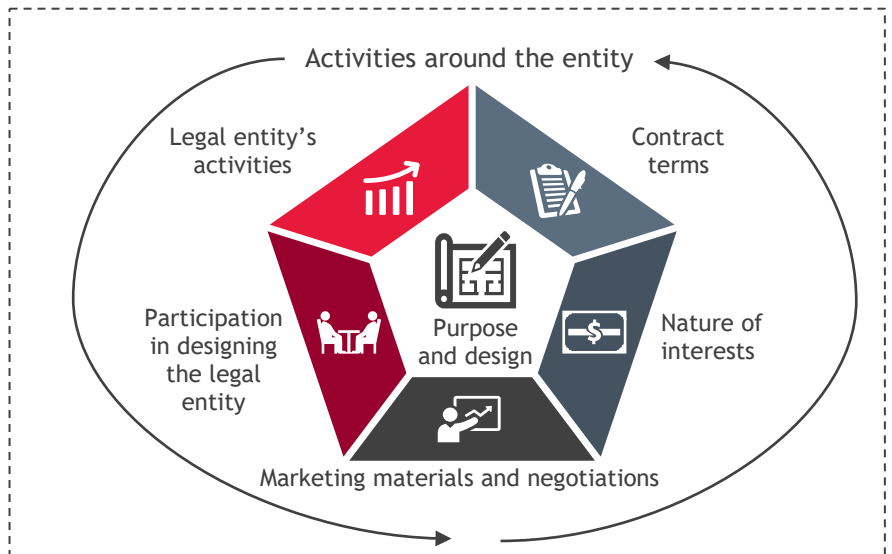 Activities around the entity
Legal entity’s
activities
Contract
terms
Purpose
and design
Participation
in designing
the legal
entity
$
Nature of
interests
Marketing materials and negotiations